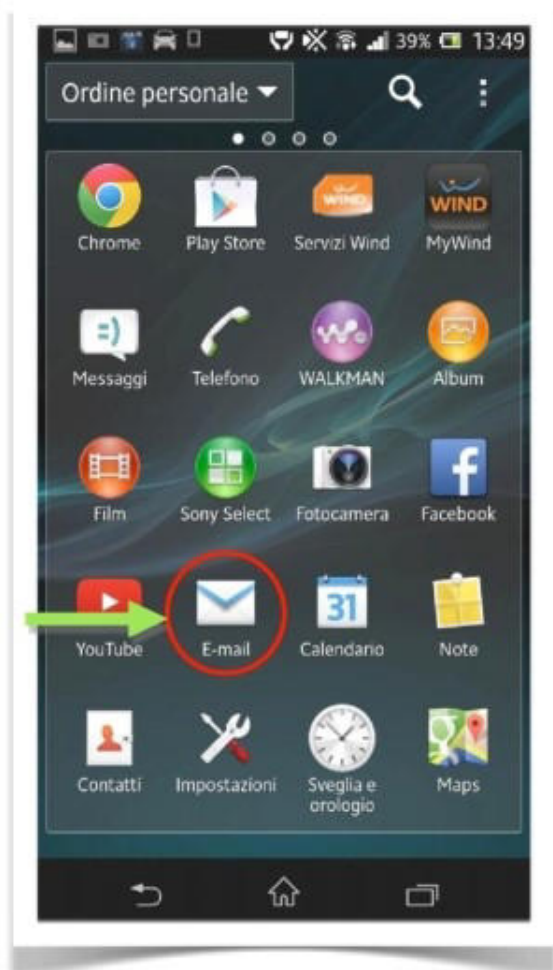 39% 13:49
Ordine personale
WIND WIND
Chrome Play Store Servizi Wind MyWind
=)
Messaggi Telefono WALKMAN Album
f
Film Sony Select Fotocamera Facebook
31
YouTube E-mail Calendario Note
Contatti Impostazioni Sveglia e orologio Maps